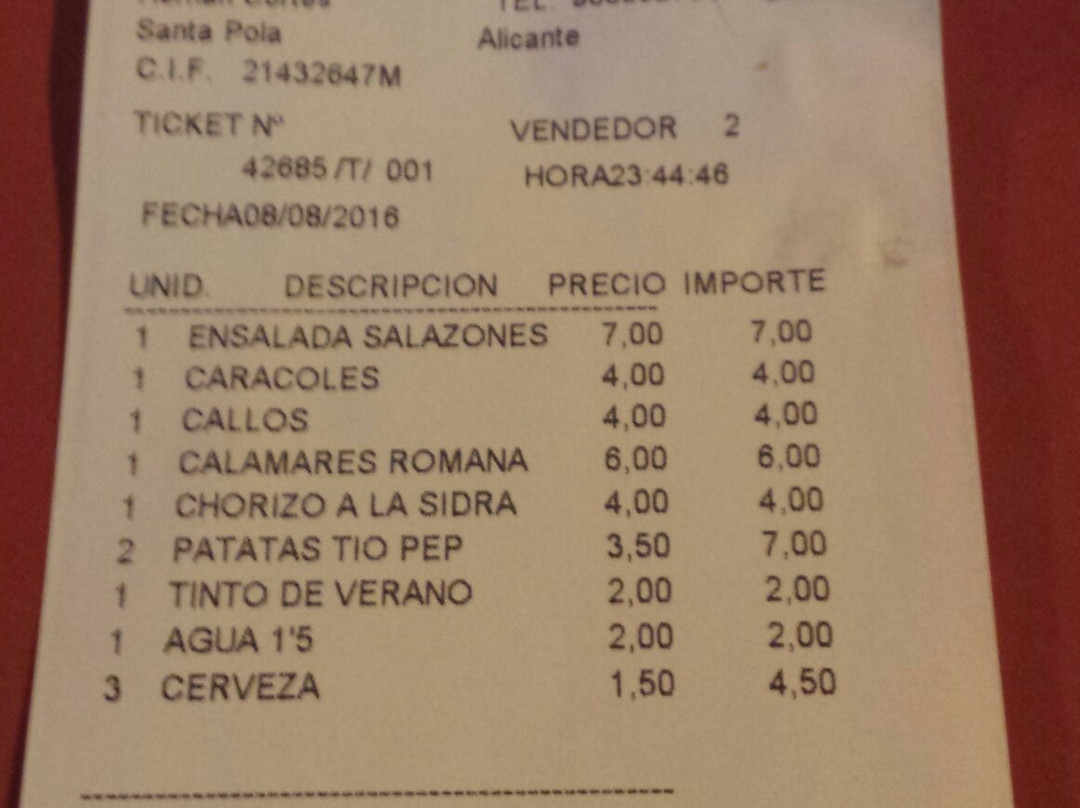 Hernán Cortés TEL.
Santa Pola Alicante
C.I.F. 21432647M
TICKET Nº VENDEDOR 2
42685 /T/ 001 HORA23:44:46
FECHA08/08/2016
UNID. DESCRIPCION PRECIO IMPORTE
1 ENSALADA SALAZONES 7,00 7,00
1 CARACOLES 4,00 4,00
1 CALLOS 4,00 4,00
1 CALAMARES ROMANA 6,00 6,00
1 CHORIZO A LA SIDRA 4,00 4,00
2 PATATAS TIO PEP 3,50 7,00
1 TINTO DE VERANO 2,00 2,00
1 AGUA 1'5 2,00 2,00
3 CERVEZA 1,50 4,50